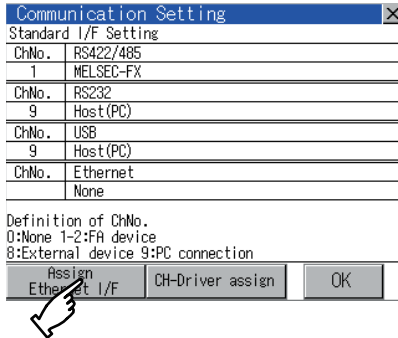 Communication Setting
Standard I/F Setting
ChNo. RS422/485
1 MELSEC-FX
ChNo. RS232
9 Host(PC)
ChNo. USB
9 Host(PC)
ChNo. Ethernet
None
Definition of ChNo.
0:None 1-2:FA device
8:External device 9:PC connection
Assign
Ethernet I/F
CH-Driver assign
OK